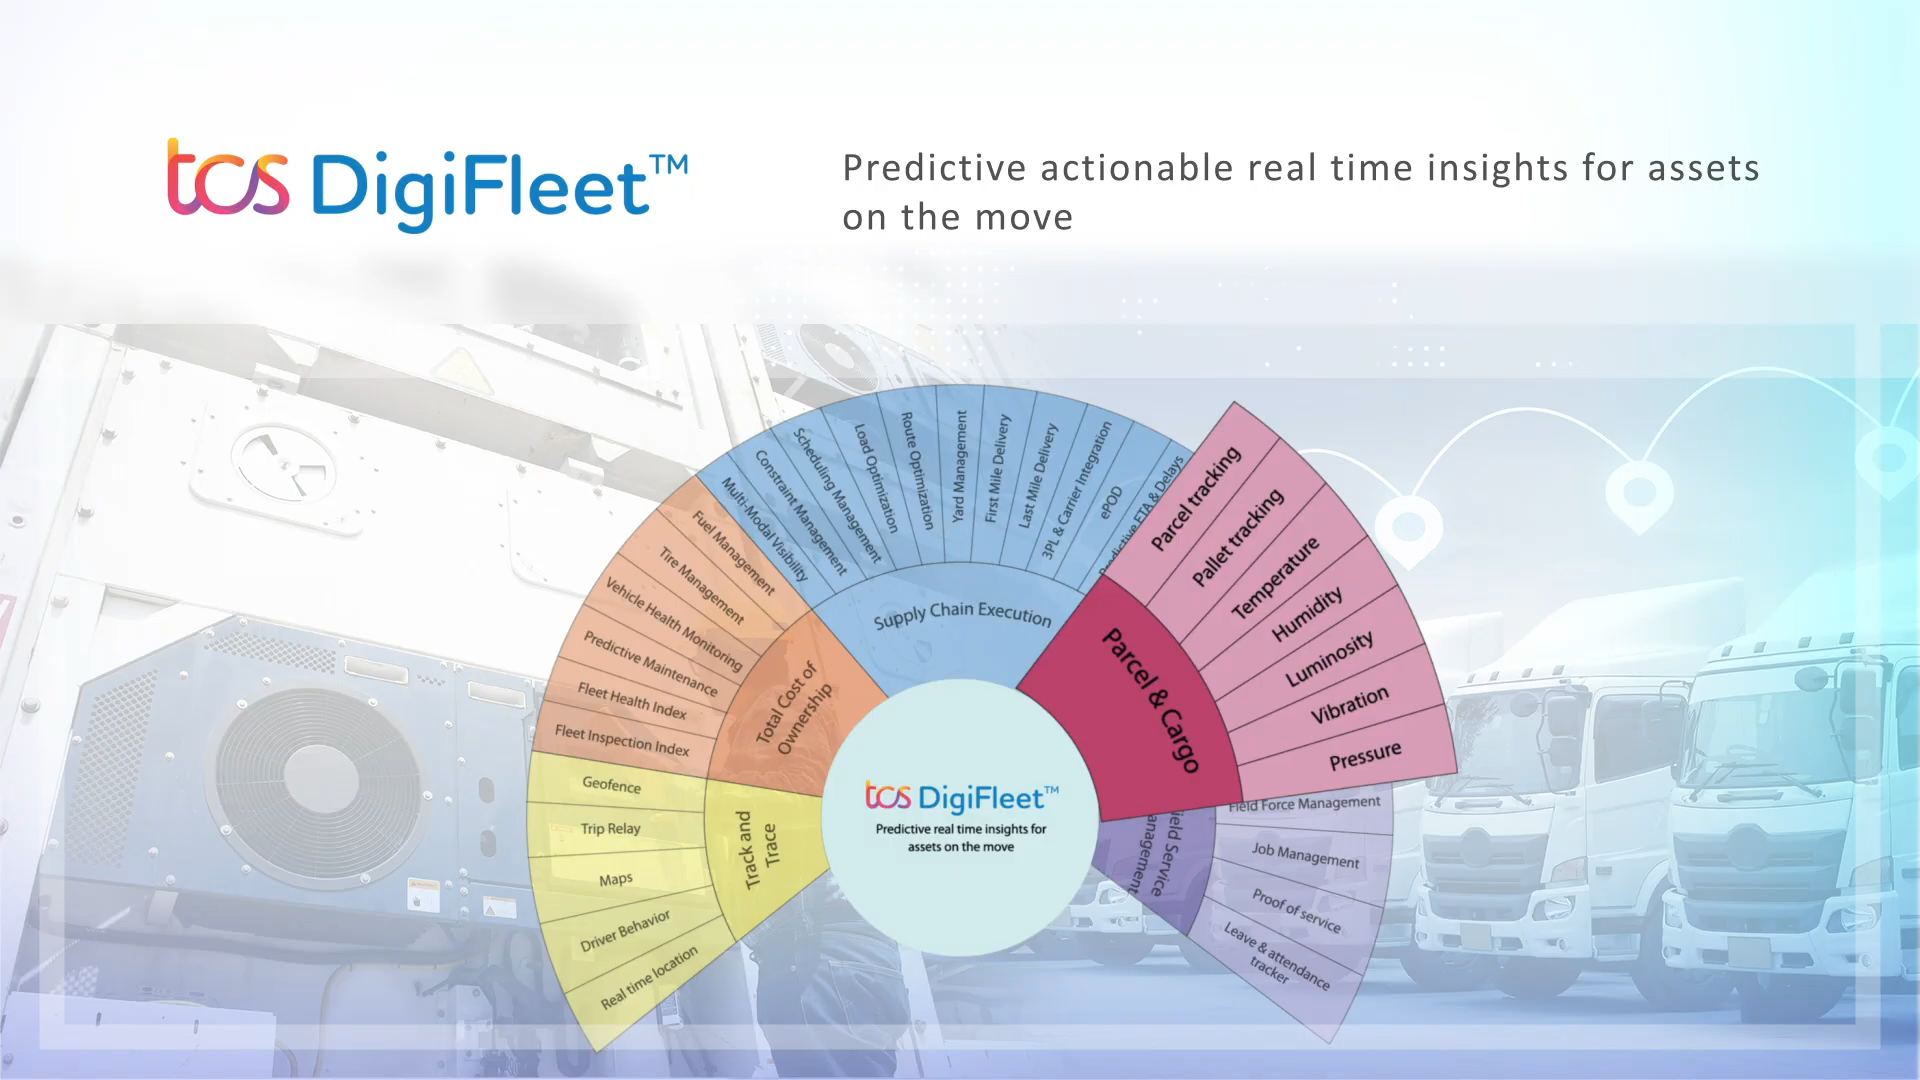 tcs DigiFleet™
Predictive actionable real time insights for assets
on the move
Real time location
Driver Behavior
Maps
Trip Relay
Geofence
Track and
Trace
Fleet Inspection Index
Fleet Health Index
Predictive Maintenance
Vehicle Health Monitoring
Tire Management
Fuel Management
Total Cost of
Ownership
Multi-Modal Visibility
Constraint Management
Scheduling Management
Load Optimization
Route Optimization
Yard Management
First Mile Delivery
Last Mile Delivery
3PL & Carrier Integration
ePOD
ETA & Delays
Supply Chain Execution
Parcel tracking
Pallet tracking
Temperature
Humidity
Luminosity
Vibration
Pressure
Parcel & Cargo
Field Force Management
Job Management
Proof of service
Leave & attendance
tracker
Service
tcs DigiFleet™
Predictive real time insights for
assets on the move